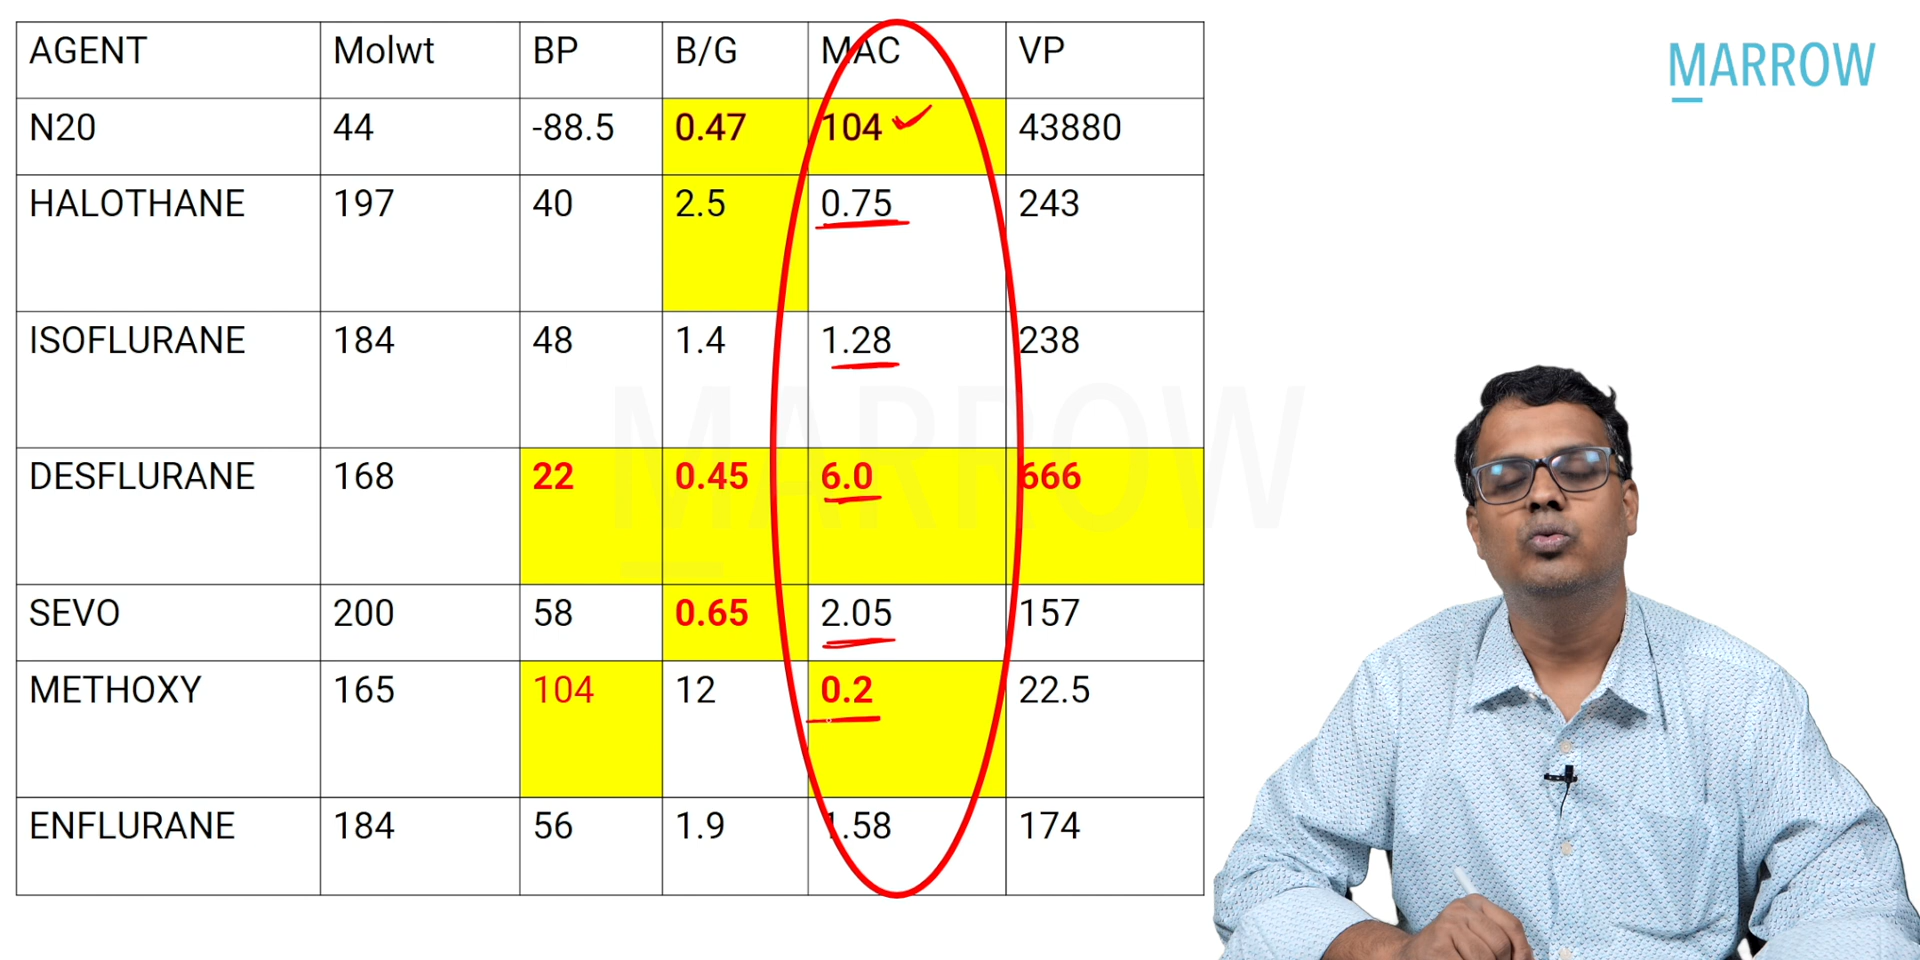 AGENT Molwt BP B/G MAC VP
N20 44 -88.5 0.47 104 43880
HALOTHANE 197 40 2.5 0.75 243
ISOFLURANE 184 48 1.4 1.28 238
DESFLURANE 168 22 0.45 6.0 666
SEVO 200 58 0.65 2.05 157
METHOXY 165 104 12 0.2 22.5
ENFLURANE 184 56 1.9 1.58 174
MARROW
MARROW